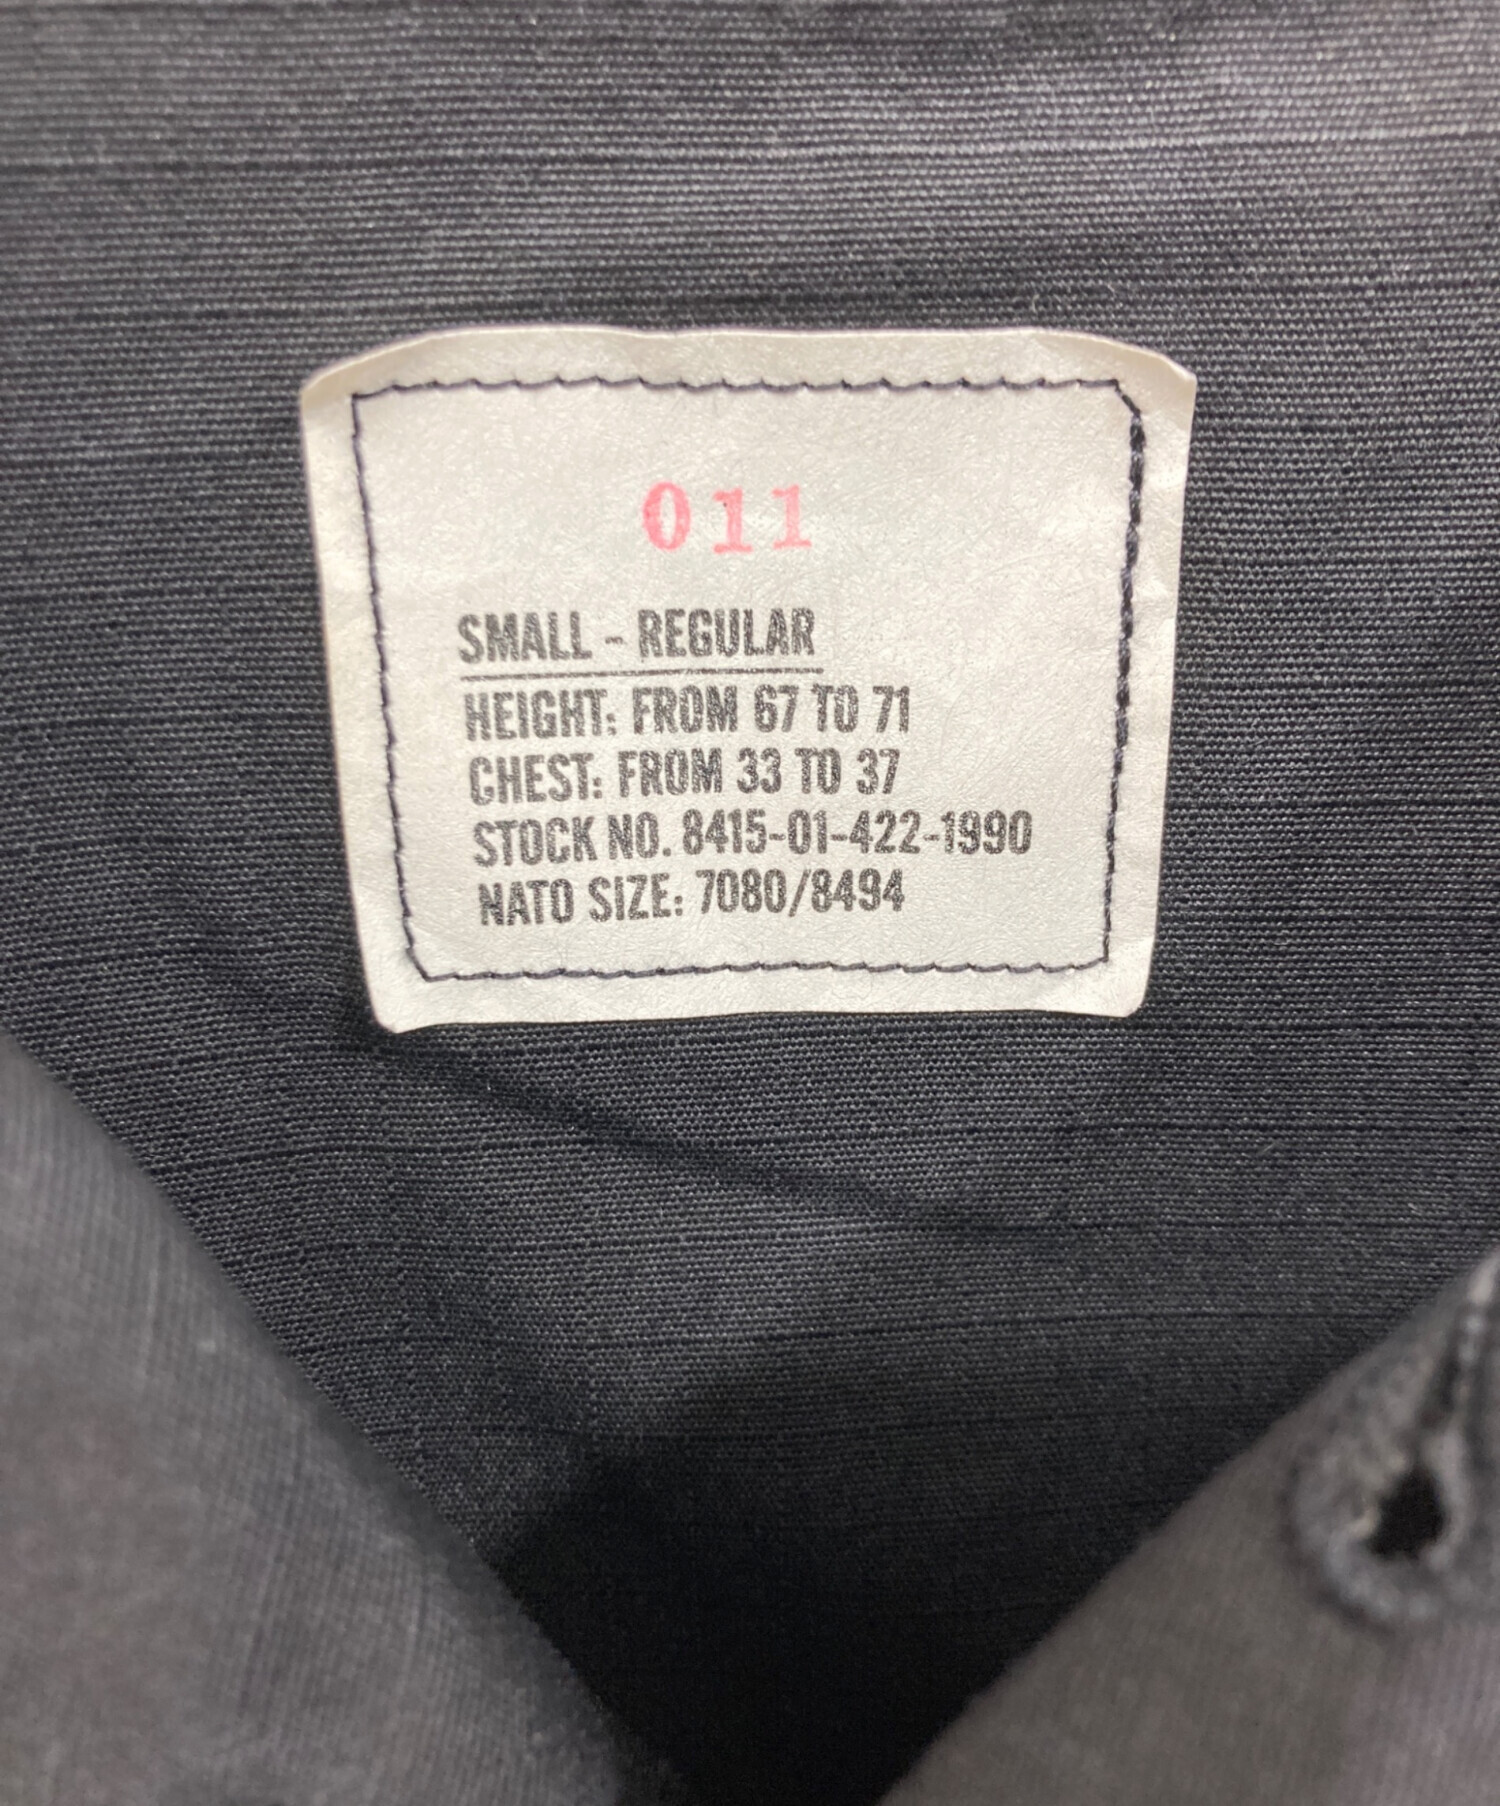 011
SMALL - REGULAR
HEIGHT: FROM 67 TO 71
CHEST: FROM 33 TO 37
STOCK NO. 8415-01-422-1990
NATO SIZE: 7080/8494